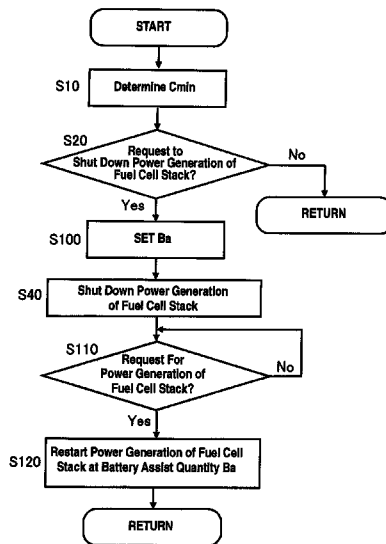 START
S10
Determine Cmin
S20
Request to
Shut Down Power Generation of
Fuel Cell Stack?
No
RETURN
Yes
S100
SET Ba
S40
Shut Down Power Generation
of Fuel Cell Stack
S110
Request For
Power Generation of
Fuel Cell Stack?
No
Yes
S120
Restart Power Generation of Fuel Cell
Stack at Battery Assist Quantity Ba
RETURN